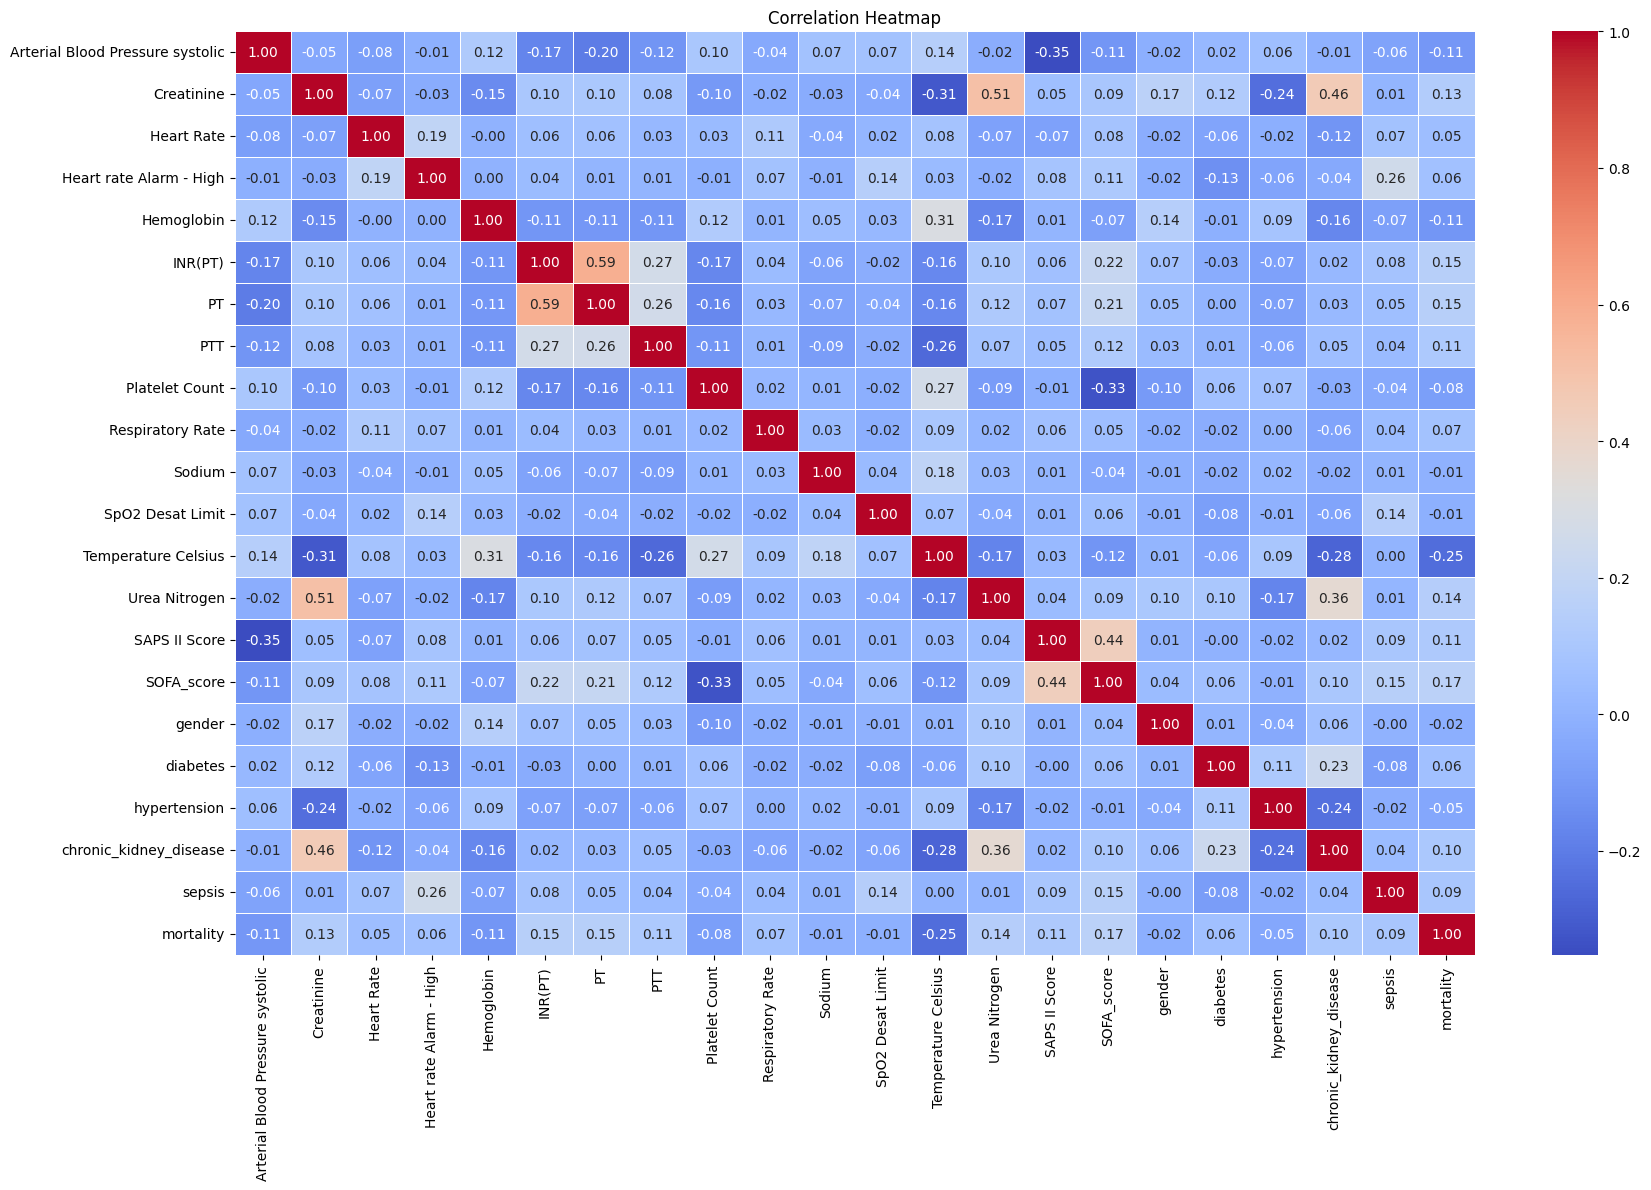 Correlation Heatmap
Arterial Blood Pressure systolic 1.00 -0.05 -0.08 -0.01 0.12 -0.17 -0.20 -0.12 0.10 -0.04 0.07 0.07 0.14 -0.02 -0.35 -0.11 -0.02 0.02 0.06 -0.01 -0.06 -0.11
Creatinine -0.05 1.00 -0.07 -0.03 -0.15 0.10 0.10 0.08 -0.10 -0.02 -0.03 -0.04 -0.31 0.51 0.05 0.09 0.17 0.12 -0.24 0.46 0.01 0.13
Heart Rate -0.08 -0.07 1.00 0.19 -0.00 0.06 0.06 0.03 0.03 0.11 -0.04 0.02 0.08 -0.07 -0.07 0.08 -0.02 -0.06 -0.02 -0.12 0.07 0.05
Heart rate Alarm - High -0.01 -0.03 0.19 1.00 0.00 0.04 0.01 0.01 -0.01 0.07 -0.01 0.14 0.03 -0.02 0.08 0.11 -0.02 -0.13 -0.06 -0.04 0.26 0.06
Hemoglobin 0.12 -0.15 -0.00 0.00 1.00 -0.11 -0.11 -0.11 0.12 0.01 0.05 0.03 0.31 -0.17 0.01 -0.07 0.14 -0.01 0.09 -0.16 -0.07 -0.11
INR(PT) -0.17 0.10 0.06 0.04 -0.11 1.00 0.59 0.27 -0.17 0.04 -0.06 -0.02 -0.16 0.10 0.06 0.22 0.07 -0.03 -0.07 0.02 0.08 0.15
PT -0.20 0.10 0.06 0.01 -0.11 0.59 1.00 0.26 -0.16 0.03 -0.07 -0.04 -0.16 0.12 0.07 0.21 0.05 0.00 -0.07 0.03 0.05 0.15
PTT -0.12 0.08 0.03 0.01 -0.11 0.27 0.26 1.00 -0.11 0.01 -0.09 -0.02 -0.26 0.07 0.05 0.12 0.03 0.01 -0.06 0.05 0.04 0.11
Platelet Count 0.10 -0.10 0.03 -0.01 0.12 -0.17 -0.16 -0.11 1.00 0.02 0.01 -0.02 0.27 -0.09 -0.01 -0.33 -0.10 0.06 0.07 -0.03 -0.04 -0.08
Respiratory Rate -0.04 -0.02 0.11 0.07 0.01 0.04 0.03 0.01 0.02 1.00 0.03 -0.02 0.09 0.02 0.06 0.05 -0.02 -0.02 0.00 -0.06 0.04 0.07
Sodium 0.07 -0.03 -0.04 -0.01 0.05 -0.06 -0.07 -0.09 0.01 0.03 1.00 0.04 0.18 0.03 0.01 -0.04 -0.01 -0.02 0.02 -0.02 0.01 -0.01
SpO2 Desat Limit 0.07 -0.04 0.02 0.14 0.03 -0.02 -0.04 -0.02 -0.02 -0.02 0.04 1.00 0.07 -0.04 0.01 0.06 -0.01 -0.08 -0.01 -0.06 0.14 -0.01
Temperature Celsius 0.14 -0.31 0.08 0.03 0.31 -0.16 -0.16 -0.26 0.27 0.09 0.18 0.07 1.00 -0.17 0.03 -0.12 0.01 -0.06 0.09 -0.28 0.00 -0.25
Urea Nitrogen -0.02 0.51 -0.07 -0.02 -0.17 0.10 0.12 0.07 -0.09 0.02 0.03 -0.04 -0.17 1.00 0.04 0.09 0.10 0.10 -0.17 0.36 0.01 0.14
SAPS II Score -0.35 0.05 -0.07 0.08 0.01 0.06 0.07 0.05 -0.01 0.06 0.01 0.01 0.03 0.04 1.00 0.44 0.01 -0.00 -0.02 0.02 0.09 0.11
SOFA_score -0.11 0.09 0.08 0.11 -0.07 0.22 0.21 0.12 -0.33 0.05 -0.04 0.06 -0.12 0.09 0.44 1.00 0.04 0.06 -0.01 0.10 0.15 0.17
gender -0.02 0.17 -0.02 -0.02 0.14 0.07 0.05 0.03 -0.10 -0.02 -0.01 -0.01 0.01 0.10 0.01 0.04 1.00 0.01 -0.04 0.06 -0.00 -0.02
diabetes 0.02 0.12 -0.06 -0.13 -0.01 -0.03 0.00 0.01 0.06 -0.02 -0.02 -0.08 -0.06 0.10 -0.00 0.06 0.01 1.00 0.11 0.23 -0.08 0.06
hypertension 0.06 -0.24 -0.02 -0.06 0.09 -0.07 -0.07 -0.06 0.07 0.00 0.02 -0.01 0.09 -0.17 -0.02 -0.01 -0.04 0.11 1.00 -0.24 -0.02 -0.05
chronic_kidney_disease -0.01 0.46 -0.12 -0.04 -0.16 0.02 0.03 0.05 -0.03 -0.06 -0.02 -0.06 -0.28 0.36 0.02 0.10 0.06 0.23 -0.24 1.00 0.04 0.10
sepsis -0.06 0.01 0.07 0.26 -0.07 0.08 0.05 0.04 -0.04 0.04 0.01 0.14 0.00 0.01 0.09 0.15 -0.00 -0.08 -0.02 0.04 1.00 0.09
mortality -0.11 0.13 0.05 0.06 -0.11 0.15 0.15 0.11 -0.08 0.07 -0.01 -0.01 -0.25 0.14 0.11 0.17 -0.02 0.06 -0.05 0.10 0.09 1.00
Arterial Blood Pressure systolic
Creatinine
Heart Rate
Heart rate Alarm - High
Hemoglobin
INR(PT)
PT
PTT
Platelet Count
Respiratory Rate
Sodium
SpO2 Desat Limit
Temperature Celsius
Urea Nitrogen
SAPS II Score
SOFA_score
gender
diabetes
hypertension
chronic_kidney_disease
sepsis
mortality
1.0
0.8
0.6
0.4
0.2
0.0
−0.2